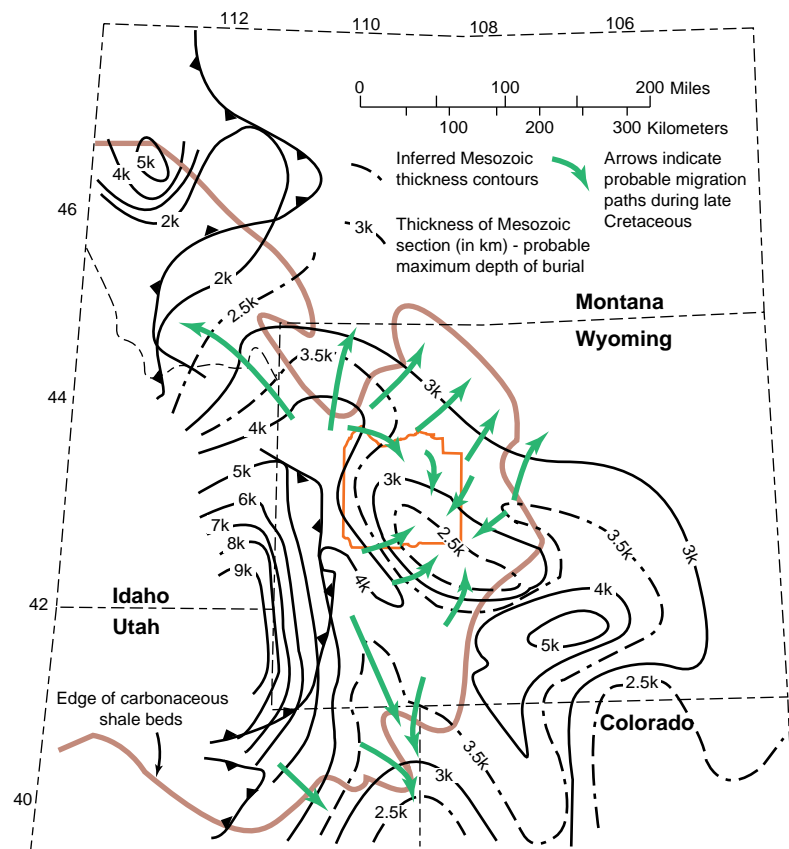 112
110
108
106
0
100
200 Miles
100
200
300 Kilometers
Inferred Mesozoic
thickness contours
Arrows indicate
probable migration
paths during late
Cretaceous
3k
Thickness of Mesozoic
section (in km) - probable
maximum depth of burial
5k
4k
2k
46
2k
2.5k
Montana
Wyoming
3.5k
3k
44
4k
5k
6k
7k
8k
9k
3k
2.5k
4k
3.5k
3k
4k
5k
42
Idaho
Utah
2.5k
Edge of carbonaceous
shale beds
Colorado
3.5k
3k
2.5k
40